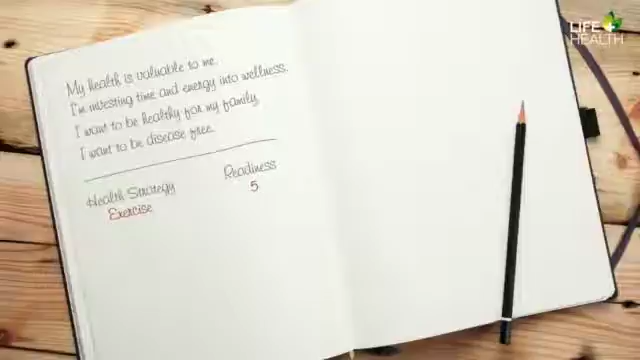 LIFE+
HEALTH
My health is valuable to me.
I'm investing time and energy into wellness.
I want to be healthy for my family.
I want to be disease free.
Health Strategy Readiness
Exercise 5